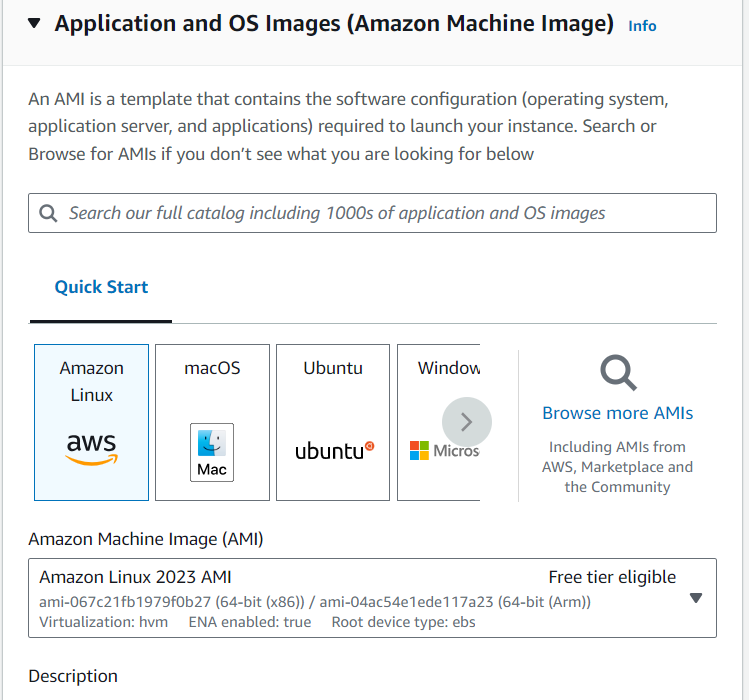 Application and OS Images (Amazon Machine Image) Info
An AMI is a template that contains the software configuration (operating system,
application server, and applications) required to launch your instance. Search or
Browse for AMIs if you don’t see what you are looking for below
Search our full catalog including 1000s of application and OS images
Quick Start
Amazon
Linux
aws
macOS
Mac
Ubuntu
ubuntu
Window
Micros
Browse more AMIs
Including AMIs from
AWS, Marketplace and
the Community
Amazon Machine Image (AMI)
Amazon Linux 2023 AMI Free tier eligible
ami-067c21fb1979f0b27 (64-bit (x86)) / ami-04ac54e1ede117a23 (64-bit (Arm))
Virtualization: hvm ENA enabled: true Root device type: ebs
Description